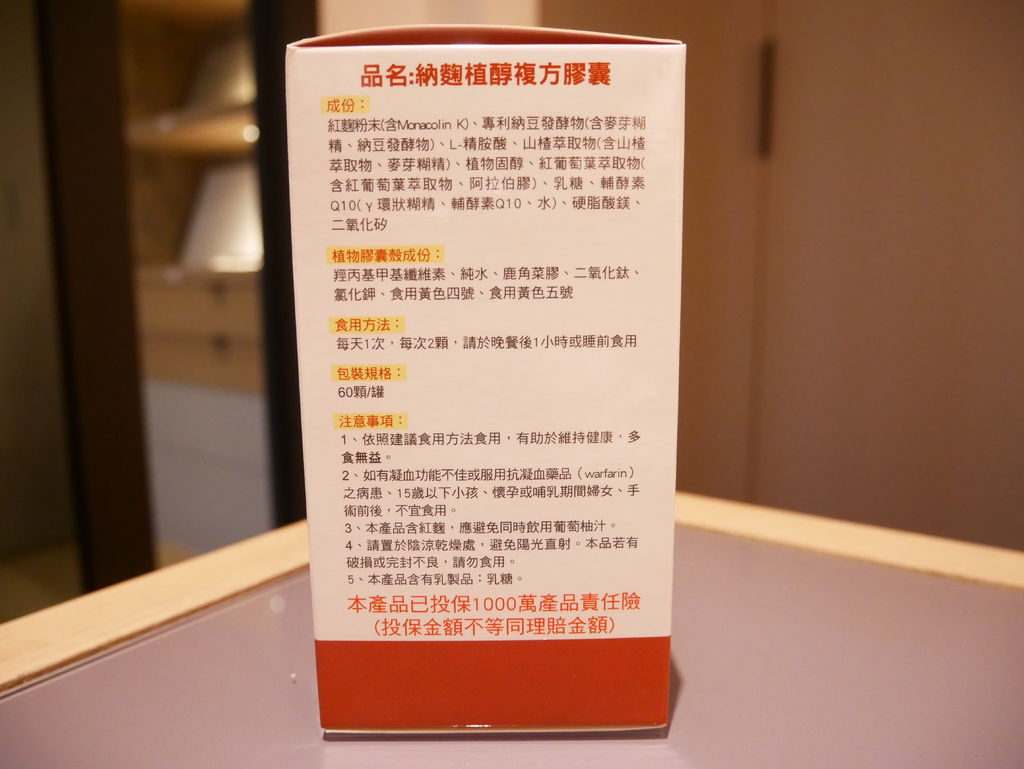 品名:納麴植醇複方膠囊
成份：
紅麴粉末(含Monacolin K)、專利納豆發酵物(含麥芽糊
精、納豆發酵物)、L-精胺酸、山楂萃取物(含山楂
萃取物、麥芽糊精)、植物固醇、紅葡萄葉萃取物(
含紅葡萄葉萃取物、阿拉伯膠)、乳糖、輔酵素
Q10(γ環狀糊精、輔酵素Q10、水)、硬脂酸鎂、
二氧化矽
植物膠囊殼成份：
羥丙基甲基纖維素、純水、鹿角菜膠、二氧化鈦、
氯化鉀、食用黃色四號、食用黃色五號
食用方法：
每天1次，每次2顆，請於晚餐後1小時或睡前食用
包裝規格：
60顆/罐
注意事項：
1、依照建議食用方法食用，有助於維持健康，多
食無益。
2、如有凝血功能不佳或服用抗凝血藥品（warfarin）
之病患、15歲以下小孩、懷孕或哺乳期間婦女、手
術前後，不宜食用。
3、本產品含紅麴，應避免同時飲用葡萄柚汁。
4、請置於陰涼乾燥處，避免陽光直射。本品若有
破損或完封不良，請勿食用。
5、本產品含有乳製品：乳糖。
本產品已投保1000萬產品責任險
(投保金額不等同理賠金額)